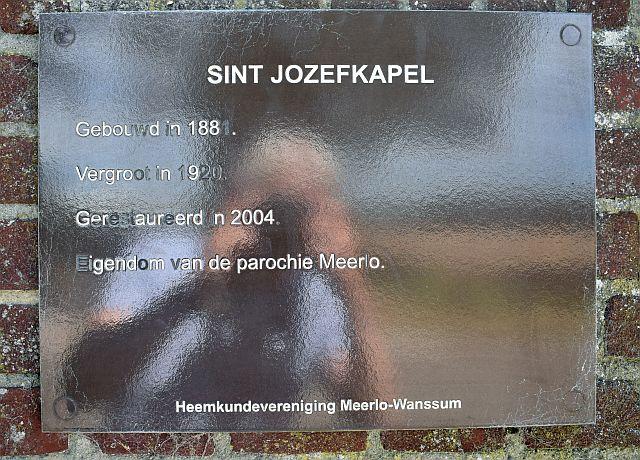 SINT JOZEFKAPEL
Gebouwd in 1881.
Vergroot in 1920.
Gerestaureerd in 2004.
Eigendom van de parochie Meerlo.
Heemkundevereniging Meerlo-Wanssum